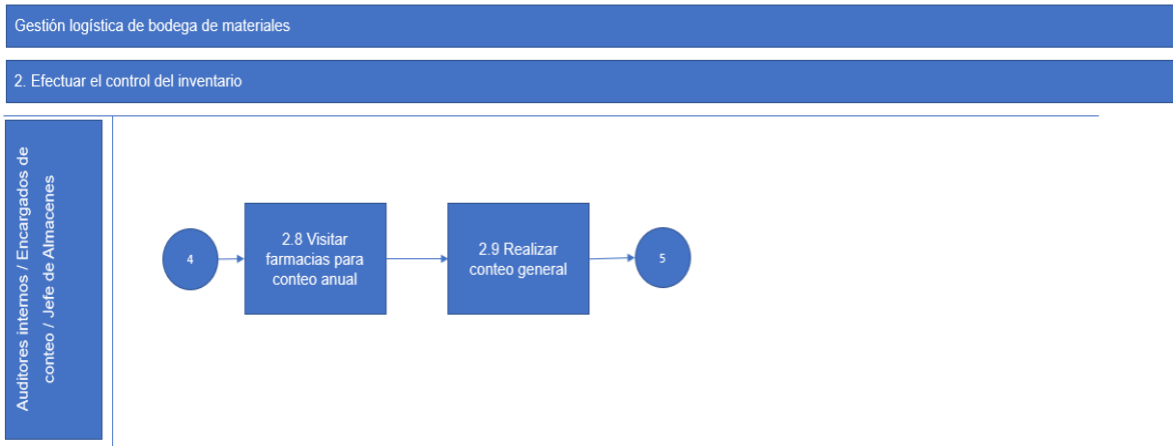 Gestión logística de bodega de materiales
2. Efectuar el control del inventario
Auditores internos / Encargados de
conteo / Jefe de Almacenes
4
2.8 Visitar
farmacias para
conteo anual
2.9 Realizar
conteo general
5